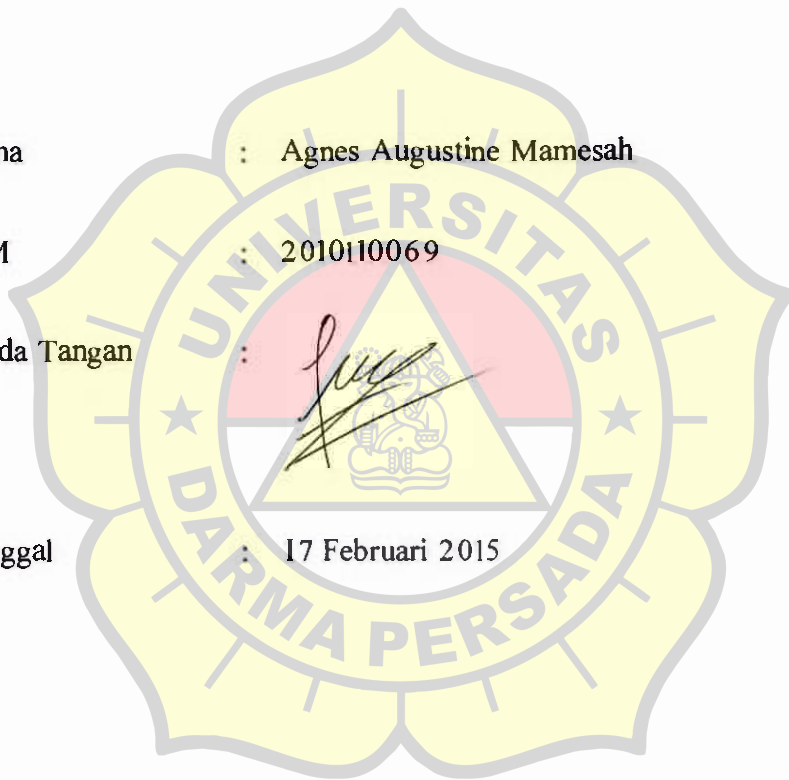 na : Agnes Augustine Mamesah
UNIVERSITAS
M : 2010110069
da Tangan :
ggal : 17 Februari 2015
DARMA PERSADA